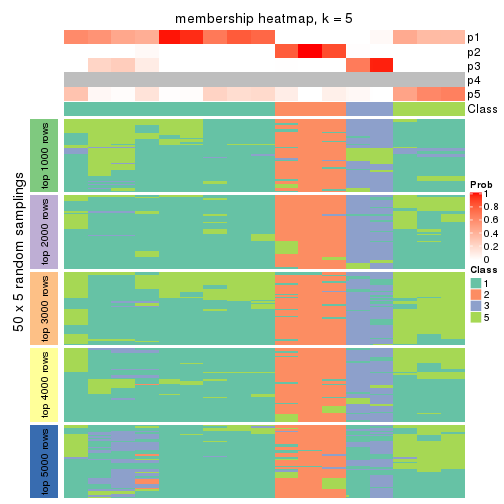 membership heatmap, k = 5
p1
p2
p3
p4
p5
Class
50 x 5 random samplings
top 1000 rows
top 2000 rows
top 3000 rows
top 4000 rows
top 5000 rows
Prob
1
0.8
0.6
0.4
0.2
0
Class
1
2
3
5